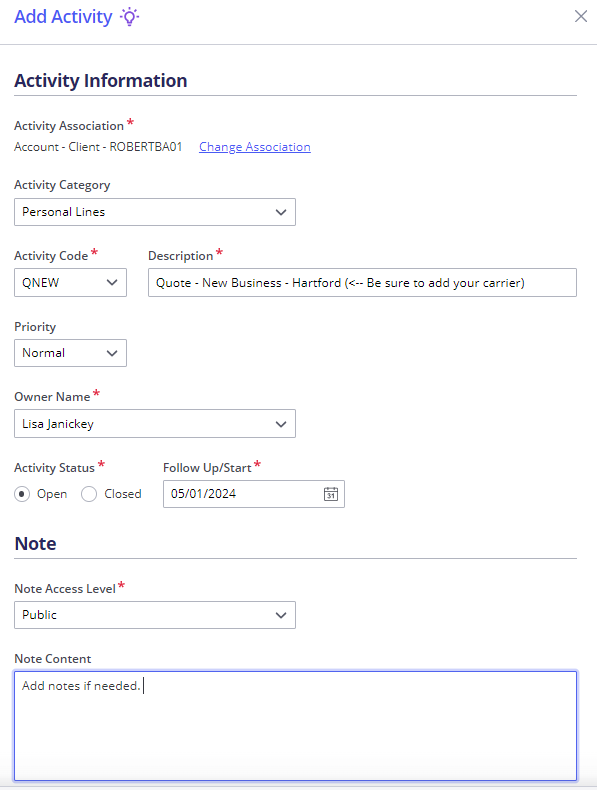 Add Activity
Activity Information
Activity Association *
Account - Client - ROBERTBA01 Change Association
Activity Category
Personal Lines
Activity Code * Description *
QNEW Quote - New Business - Hartford (<-- Be sure to add your carrier)
Priority
Normal
Owner Name *
Lisa Janickey
Activity Status * Follow Up/Start *
Open Closed 05/01/2024 31
Note
Note Access Level *
Public
Note Content
Add notes if needed.